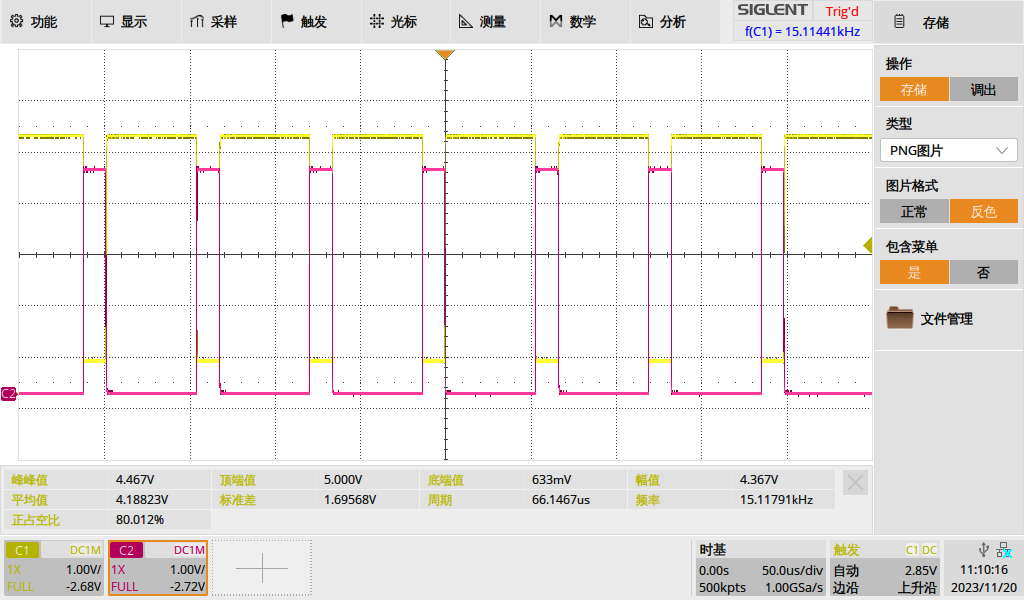 功能 显示 采样 触发 光标 测量 数学 分析
SIGLENT Trig'd
f(C1) = 15.11441kHz
存储
操作
存储 调出
类型
PNG图片
图片格式
正常 反色
包含菜单
是 否
文件管理
C2
峰峰值 4.467V 顶端值 5.000V 底端值 633mV 幅值 4.367V
平均值 4.18823V 标准差 1.69568V 周期 66.1467us 频率 15.11791kHz
正占空比 80.012%
C1 DC1M
1X 1.00V/
FULL -2.68V
C2 DC1M
1X 1.00V/
FULL -2.72V
时基
0.00s 50.0us/div
500kpts 1.00GSa/s
触发 C1 DC
自动 2.85V
边沿 上升沿
11:10:16
2023/11/20